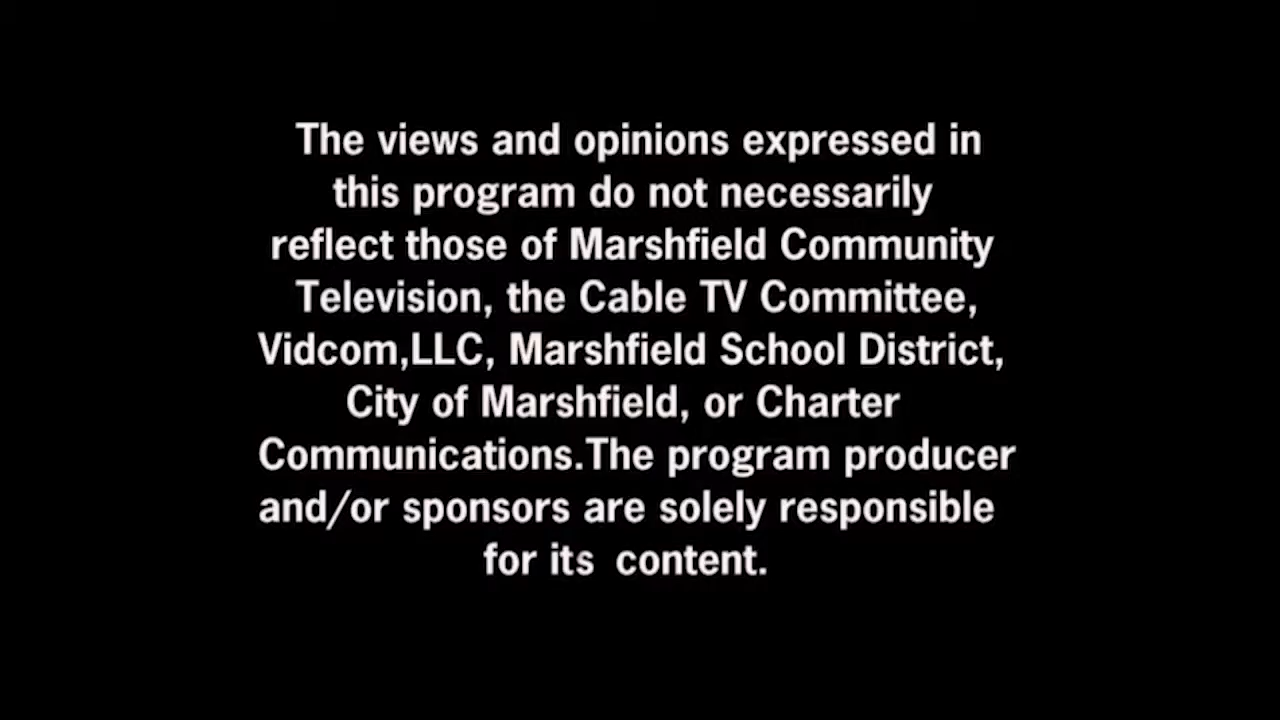 The views and opinions expressed in
this program do not necessarily
reflect those of Marshfield Community
Television, the Cable TV Committee,
Vidcom,LLC, Marshfield School District,
City of Marshfield, or Charter
Communications.The program producer
and/or sponsors are solely responsible
for its  content.